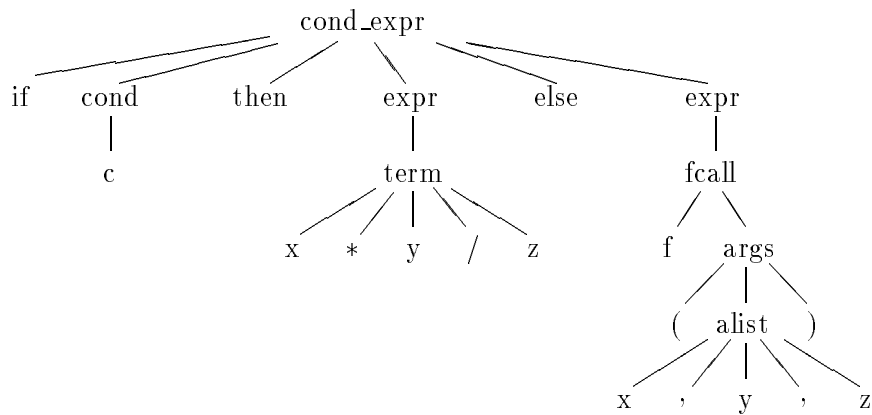 cond_expr
if cond then expr else expr
c term fcall
x * y / z f args
( alist )
x , y , z